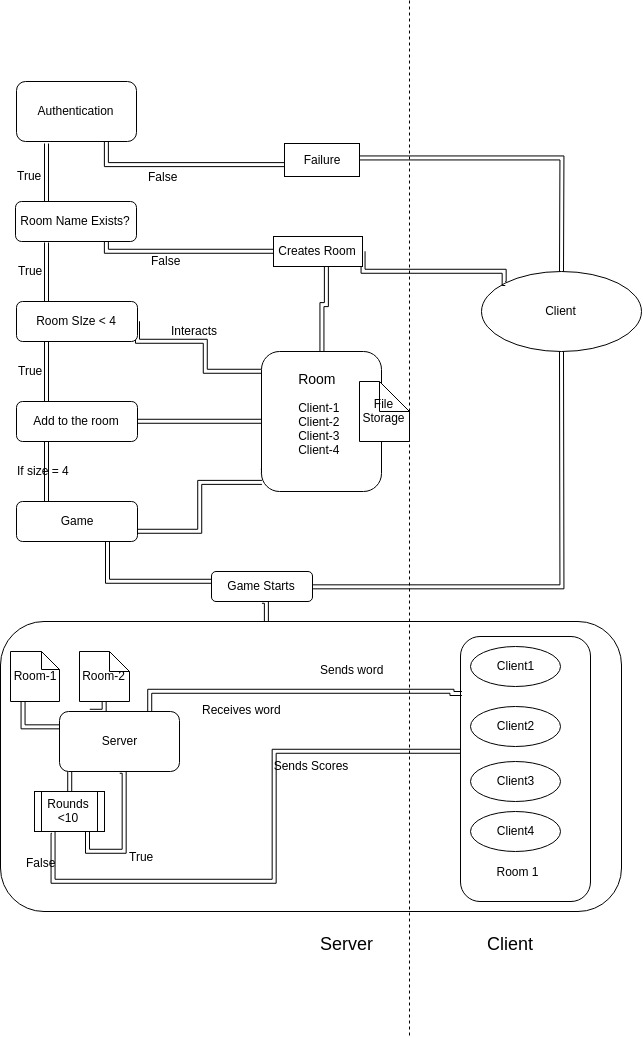 Authentication
True
False
Failure
Room Name Exists?
True
False
Creates Room
Client
Room SIze < 4
Interacts
True
Room
Client-1
Client-2
Client-3
Client-4
File
Storage
Add to the room
If size = 4
Game
Game Starts
Room-1
Room-2
Sends word
Client1
Receives word
Server
Client2
Sends Scores
Client3
Rounds
<10
Client4
True
False
Room 1
Server
Client